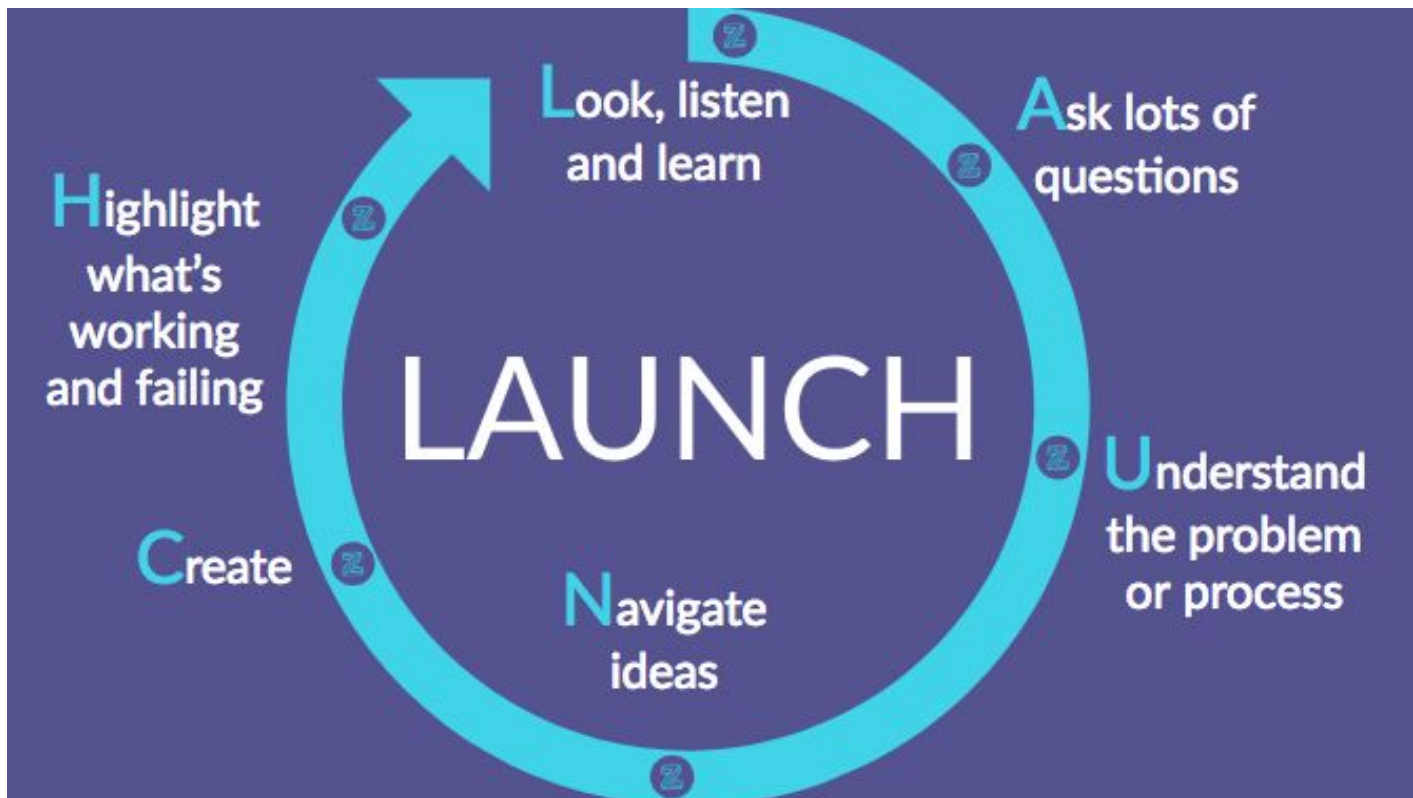 Look, listen
and learn
Ask lots of
questions
Understand
the problem
or process
Navigate
ideas
Create
Highlight
what's
working
and failing
LAUNCH
Z
Z
Z
Z
Z
Z